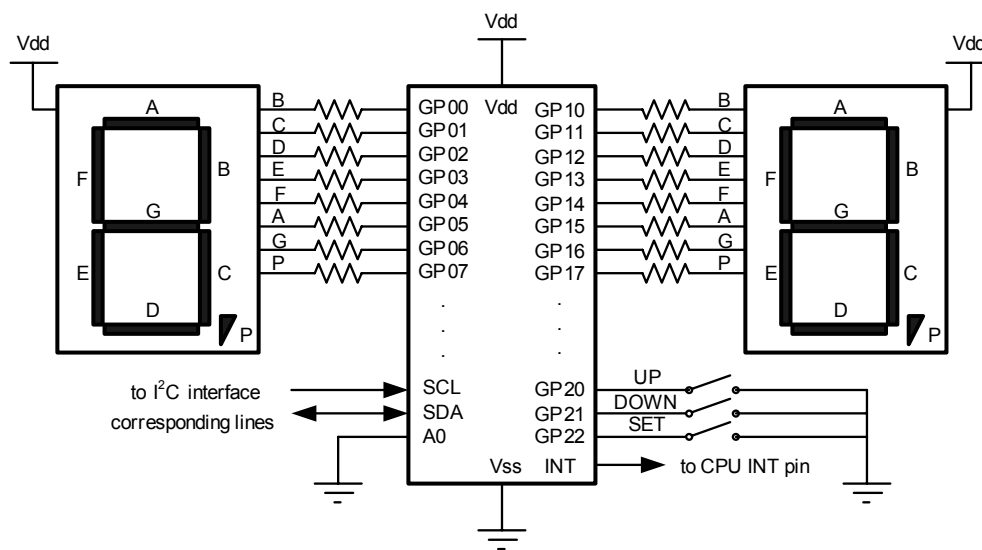 Vdd
Vdd
Vdd
A
F
B
G
E
C
D
P
B
C
D
E
F
A
G
P
GP00
GP01
GP02
GP03
GP04
GP05
GP06
GP07
.
.
.
SCL
SDA
A0
Vdd
Vss
GP10
GP11
GP12
GP13
GP14
GP15
GP16
GP17
.
.
.
GP20
GP21
GP22
INT
B
C
D
E
F
A
G
P
A
F
B
G
E
C
D
P
to I²C interface
corresponding lines
UP
DOWN
SET
to CPU INT pin